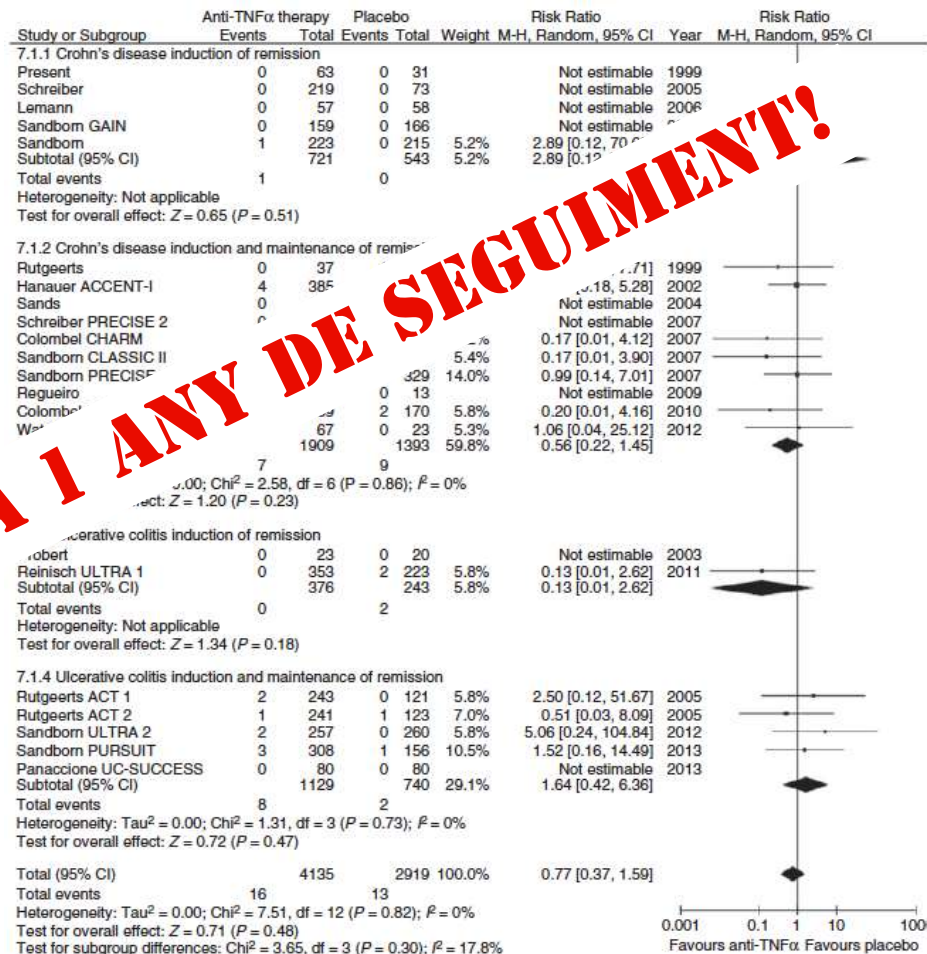 Anti-TNFα therapy Placebo Risk Ratio Risk Ratio
Study or Subgroup Events Total Events Total Weight M-H, Random, 95% CI Year M-H, Random, 95% CI
7.1.1 Crohn's disease induction of remission
Present 0 63 0 31 Not estimable 1999
Schreiber 0 219 0 73 Not estimable 2005
Lemann 0 57 0 58 Not estimable 2006
Sandborn GAIN 0 159 0 166 Not estimable
Sandborn 1 223 0 215 5.2% 2.89 [0.12,
Subtotal (95% CI) 721 543 5.2% 2.89
Total events 1 0
Heterogeneity: Not applicable
Test for overall effect: Z = 0.65 (P = 0.51)
7.1.2 Crohn's disease induction and maintenance of
Rutgeerts 0 37 1999
Hanauer ACCENT-I 4 385 5.28] 2002
Sands 0 Not estimable 2004
Schreiber PRECISE 2 Not estimable 2007
Colombel CHARM 0.17 [0.01, 4.12] 2007
Sandborn CLASSIC II 5.4% 0.17 [0.01, 3.90] 2007
Sandborn PRECISE 329 14.0% 0.99 [0.14, 7.01] 2007
Regueiro 0 13 Not estimable 2009
Colombel 2 170 5.8% 0.20 [0.01, 4.16] 2010
67 0 23 5.3% 1.06 [0.04, 25.12] 2012
1909 1393 59.8% 0.56 [0.22, 1.45]
7 9
Chi² = 2.58, df = 6 (P = 0.86); I² = 0%
Z = 1.20 (P = 0.23)
A 1 ANY DE SEGUIMENT!
colitis induction of remission
0 23 0 20 Not estimable 2003
Reinisch ULTRA 1 0 353 2 223 5.8% 0.13 [0.01, 2.62] 2011
Subtotal (95% CI) 376 243 5.8% 0.13 [0.01, 2.62]
Total events 0 2
Heterogeneity: Not applicable
Test for overall effect: Z = 1.34 (P = 0.18)
7.1.4 Ulcerative colitis induction and maintenance of remission
Rutgeerts ACT 1 2 243 0 121 5.8% 2.50 [0.12, 51.67] 2005
Rutgeerts ACT 2 1 241 1 123 7.0% 0.51 [0.03, 8.09] 2005
Sandborn ULTRA 2 2 257 0 260 5.8% 5.06 [0.24, 104.84] 2012
Sandborn PURSUIT 3 308 1 156 10.5% 1.52 [0.16, 14.49] 2013
Panaccione UC-SUCCESS 0 80 0 80 Not estimable 2013
Subtotal (95% CI) 1129 740 29.1% 1.64 [0.42, 6.36]
Total events 8 2
Heterogeneity: Tau² = 0.00; Chi² = 1.31, df = 3 (P = 0.73); I² = 0%
Test for overall effect: Z = 0.72 (P = 0.47)
Total (95% CI) 4135 2919 100.0% 0.77 [0.37, 1.59]
Total events 16 13
Heterogeneity: Tau² = 0.00; Chi² = 7.51, df = 12 (P = 0.82); I² = 0%
Test for overall effect: Z = 0.71 (P = 0.48)
Test for subgroup differences: Chi² = 3.65, df = 3 (P = 0.30); I² = 17.8%
0.001 0.1 1 10 100
Favours anti-TNFα Favours placebo